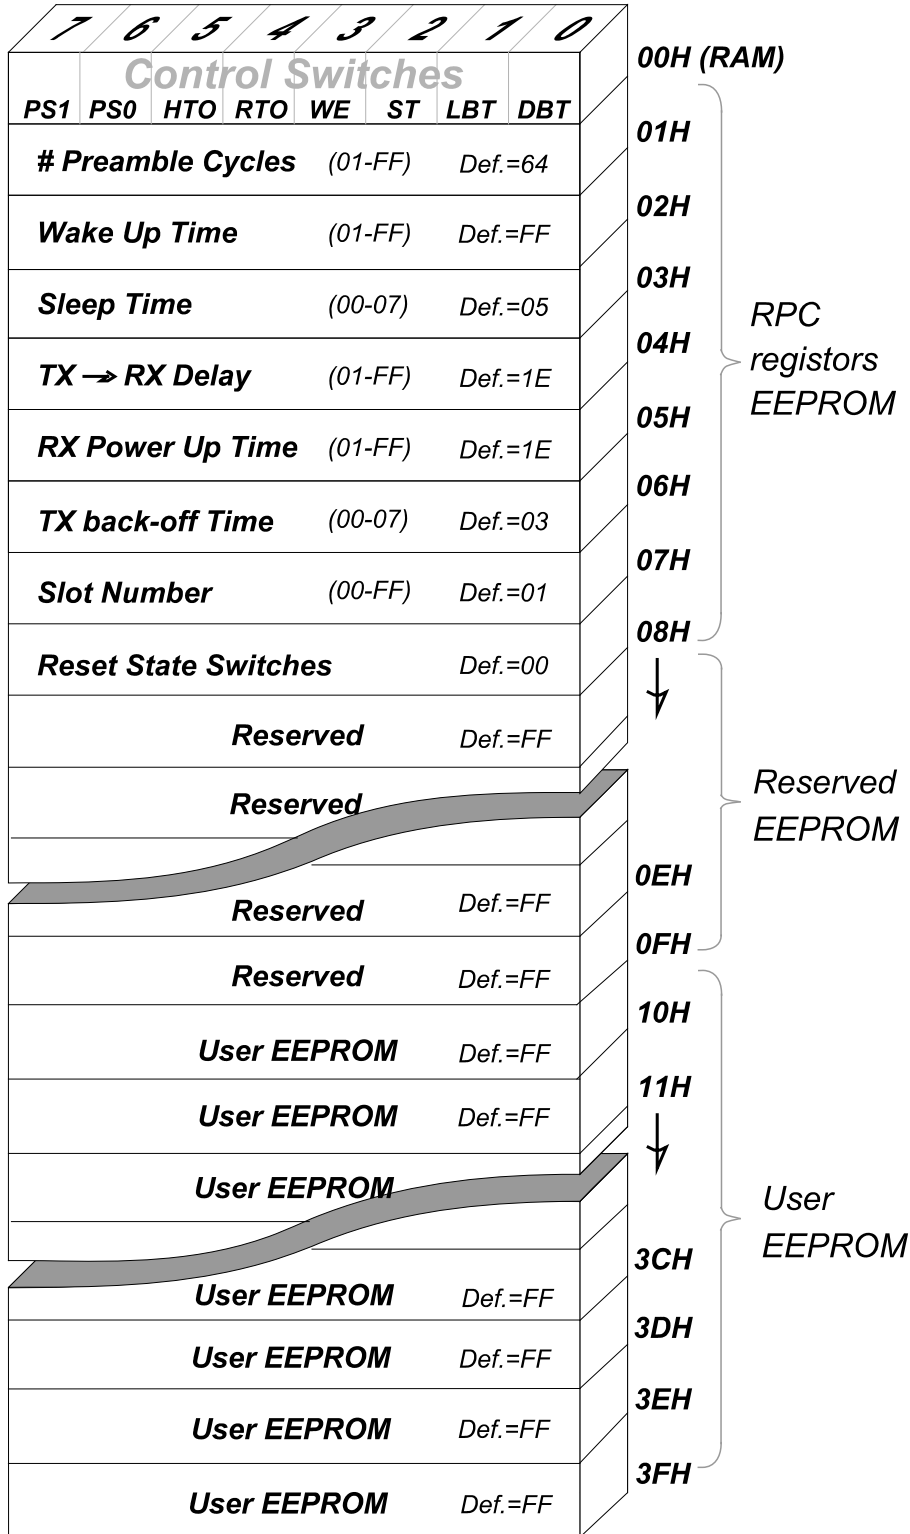 7 6 5 4 3 2 1 0
00H (RAM)
Control Switches
PS1 PS0 HTO RTO WE ST LBT DBT
01H
# Preamble Cycles (01-FF) Def.=64
02H
Wake Up Time (01-FF) Def.=FF
03H
Sleep Time (00-07) Def.=05
RPC
registors
EEPROM
04H
TX RX Delay (01-FF) Def.=1E
05H
RX Power Up Time (01-FF) Def.=1E
06H
TX back-off Time (00-07) Def.=03
07H
Slot Number (00-FF) Def.=01
08H
Reset State Switches Def.=00
Reserved Def.=FF
Reserved
Reserved
EEPROM
0EH
Reserved Def.=FF
0FH
Reserved Def.=FF
10H
User EEPROM Def.=FF
11H
User EEPROM Def.=FF
User EEPROM
User
EEPROM
3CH
User EEPROM Def.=FF
3DH
User EEPROM Def.=FF
3EH
User EEPROM Def.=FF
3FH
User EEPROM Def.=FF